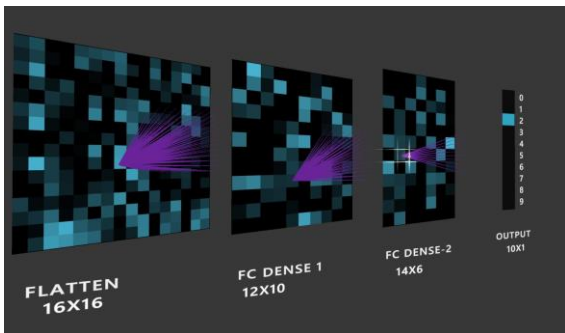 FLATTEN
16X16
FC DENSE 1
12X10
FC DENSE-2
14X6
0
1
2
3
4
5
6
7
8
9
OUTPUT
10X1